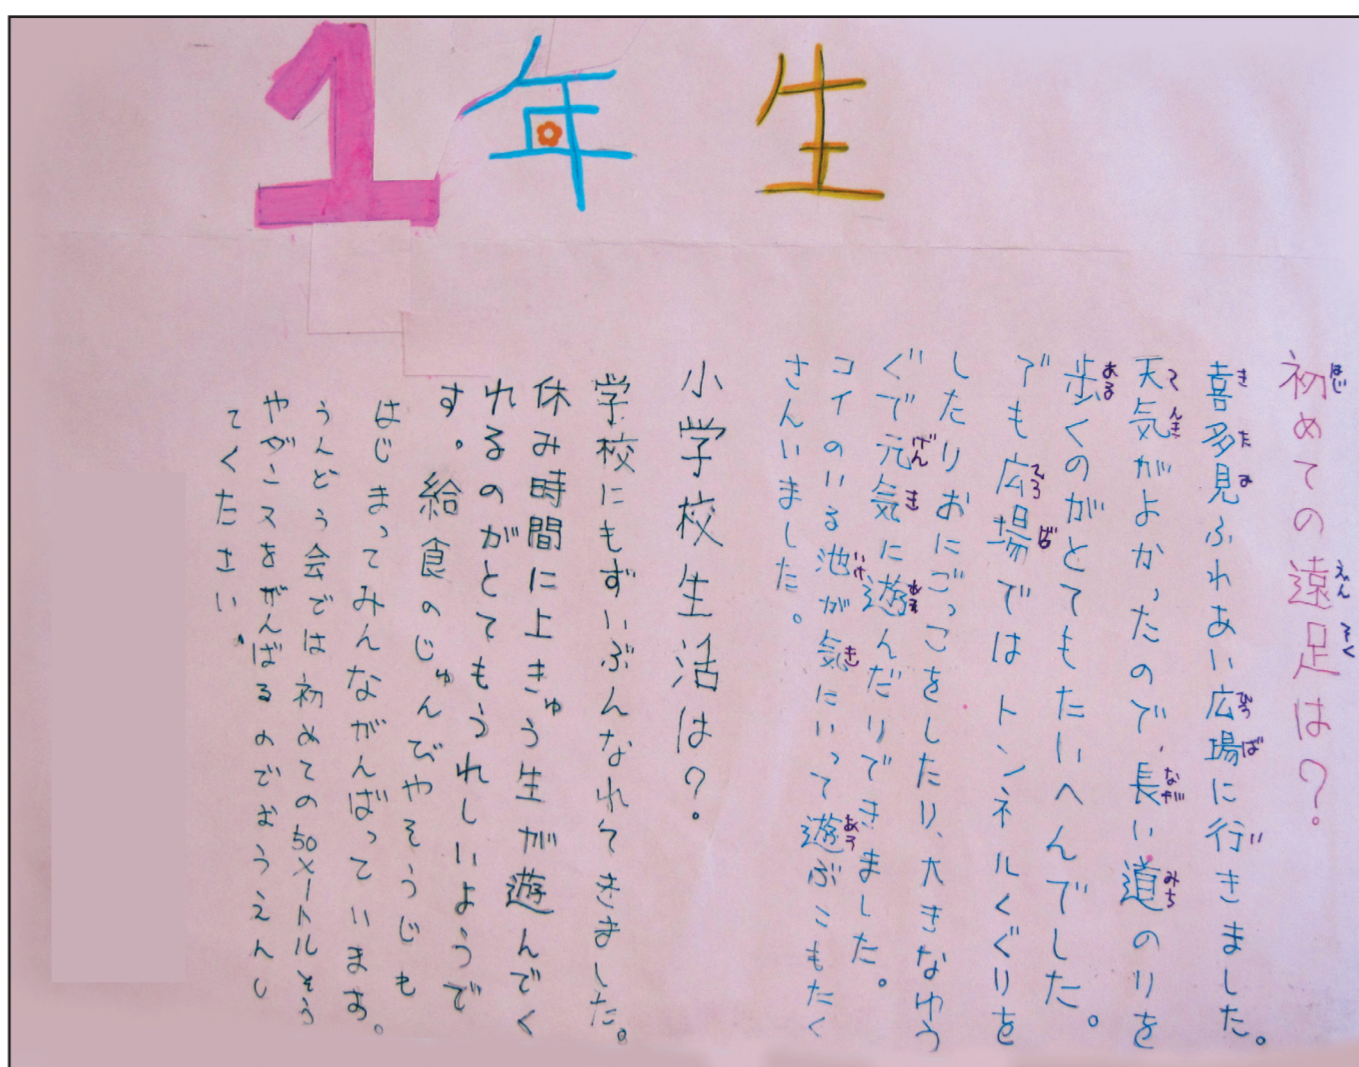 1年生
初めての遠足は?
喜多見ふれあい広場に行きました。
天気がよかったので、長い道のりを
歩くのがとてもたいへんでした。
でも広場ではトンネルくぐりを
したりおにごっこをしたり、大きなゆう
ぐで元気に遊んだりできました。
コイのいる池が気にいって遊ぶこもたく
さんいました。
小学校生活は?
学校にもずいぶんなれてきました。
休み時間に上きゅう生が遊んでく
れるのがとてもうれしいようで
す。給食のじゅんびやそうじも
はじまってみんながんばっています。
うんどう会では初めての50メートルそう
やダンスをがんばるのでおうえんし
てください。